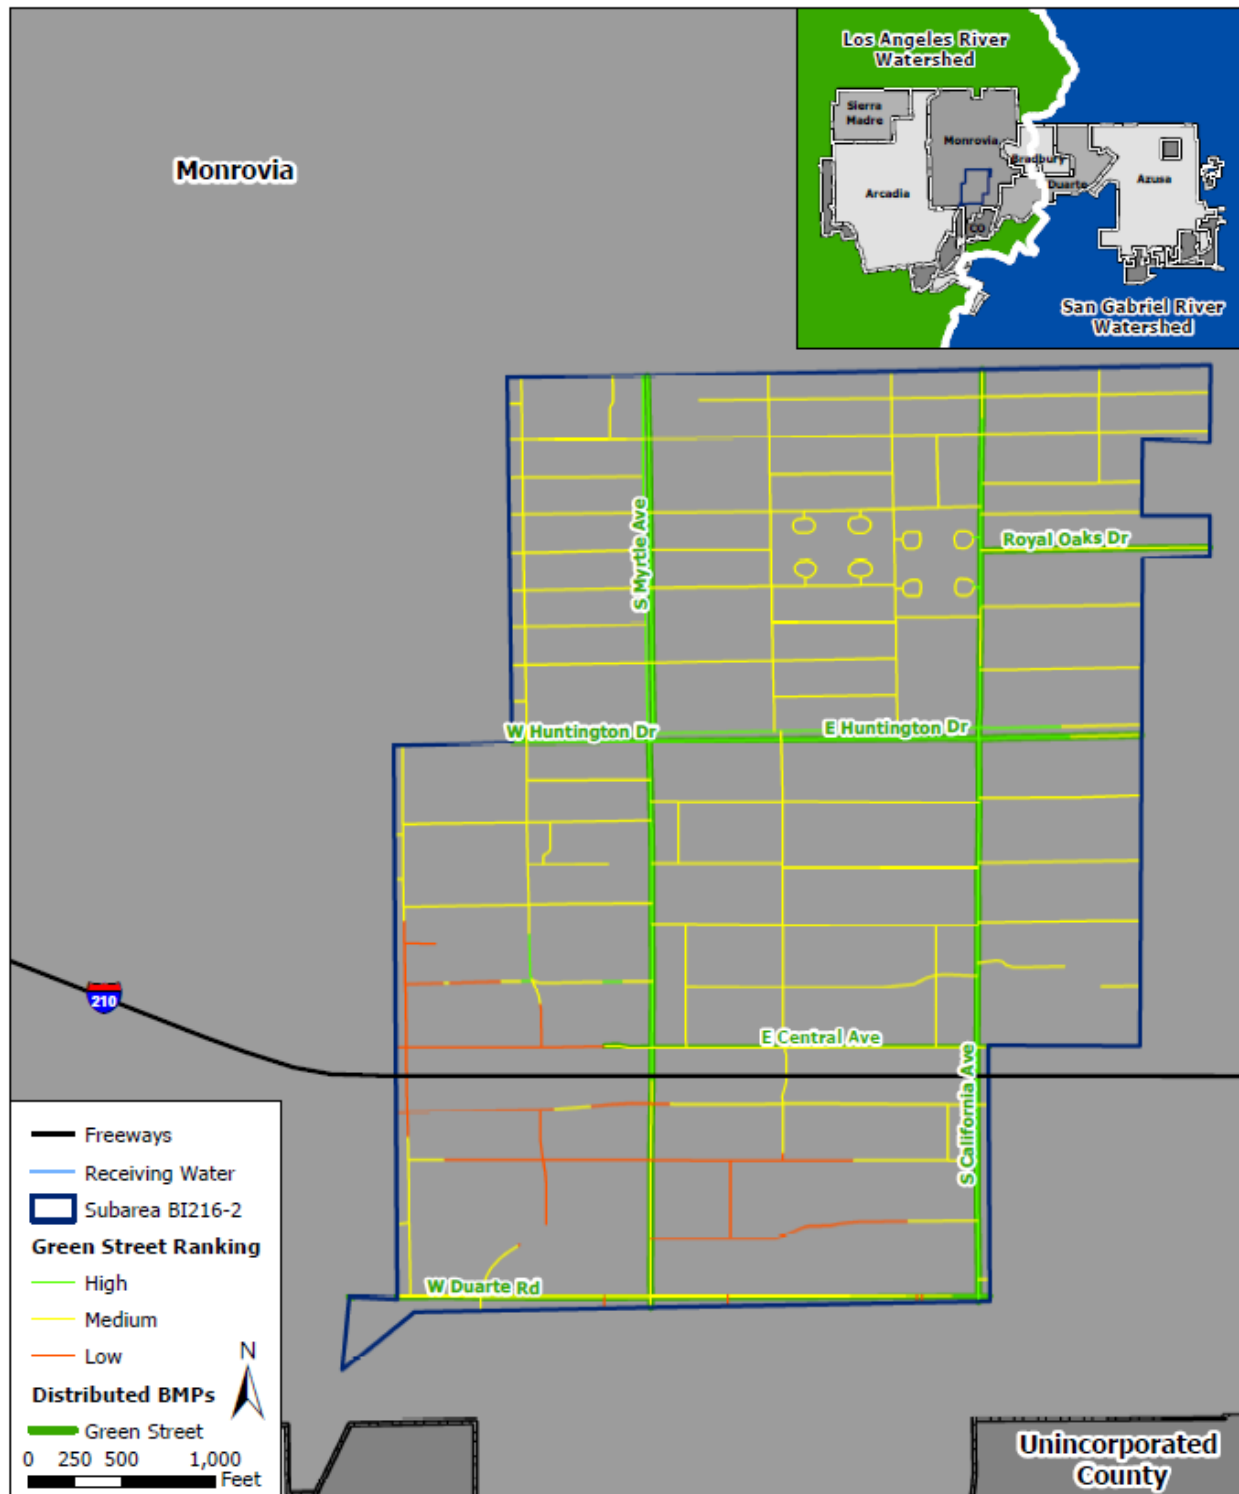 Los Angeles River
Watershed
Sierra
Madre
Monrovia
Bradbury
Duarte
Azusa
Arcadia
CO
San Gabriel River
Watershed
Monrovia
S Myrtle Ave
Royal Oaks Dr
W Huntington Dr
E Huntington Dr
210
E Central Ave
S California Ave
W Duarte Rd
Freeways
Receiving Water
Subarea BI216-2
Green Street Ranking
High
Medium
Low
N
Distributed BMPs
Green Street
0 250 500 1,000
Feet
Unincorporated
County